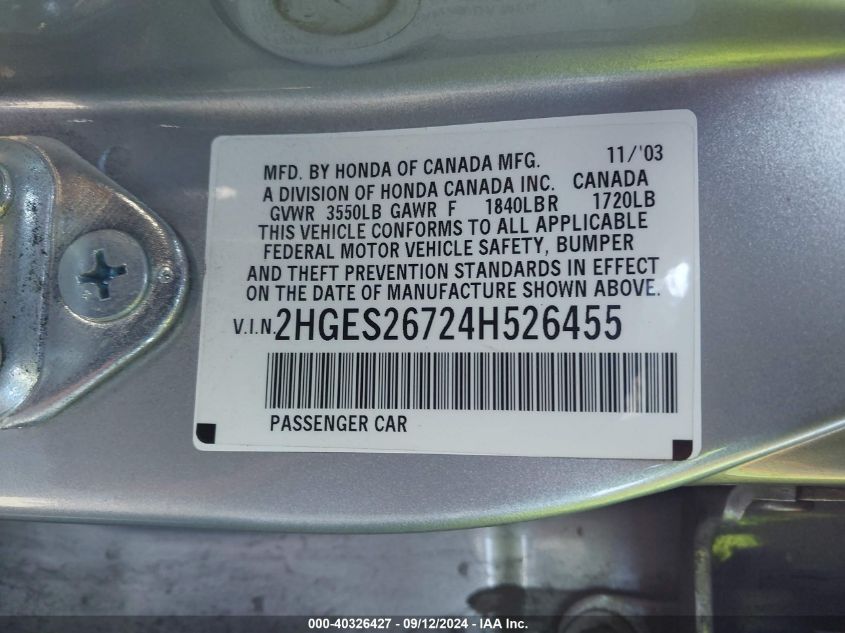 MFD. BY HONDA OF CANADA MFG. 11/'03
A DIVISION OF HONDA CANADA INC. CANADA
GVWR 3550LB GAWR F 1840LBR 1720LB
THIS VEHICLE CONFORMS TO ALL APPLICABLE
FEDERAL MOTOR VEHICLE SAFETY, BUMPER
AND THEFT PREVENTION STANDARDS IN EFFECT
ON THE DATE OF MANUFACTURE SHOWN ABOVE.
V.I.N. 2HGES26724H526455
PASSENGER CAR
000-40326427 - 09/12/2024 - IAA Inc.